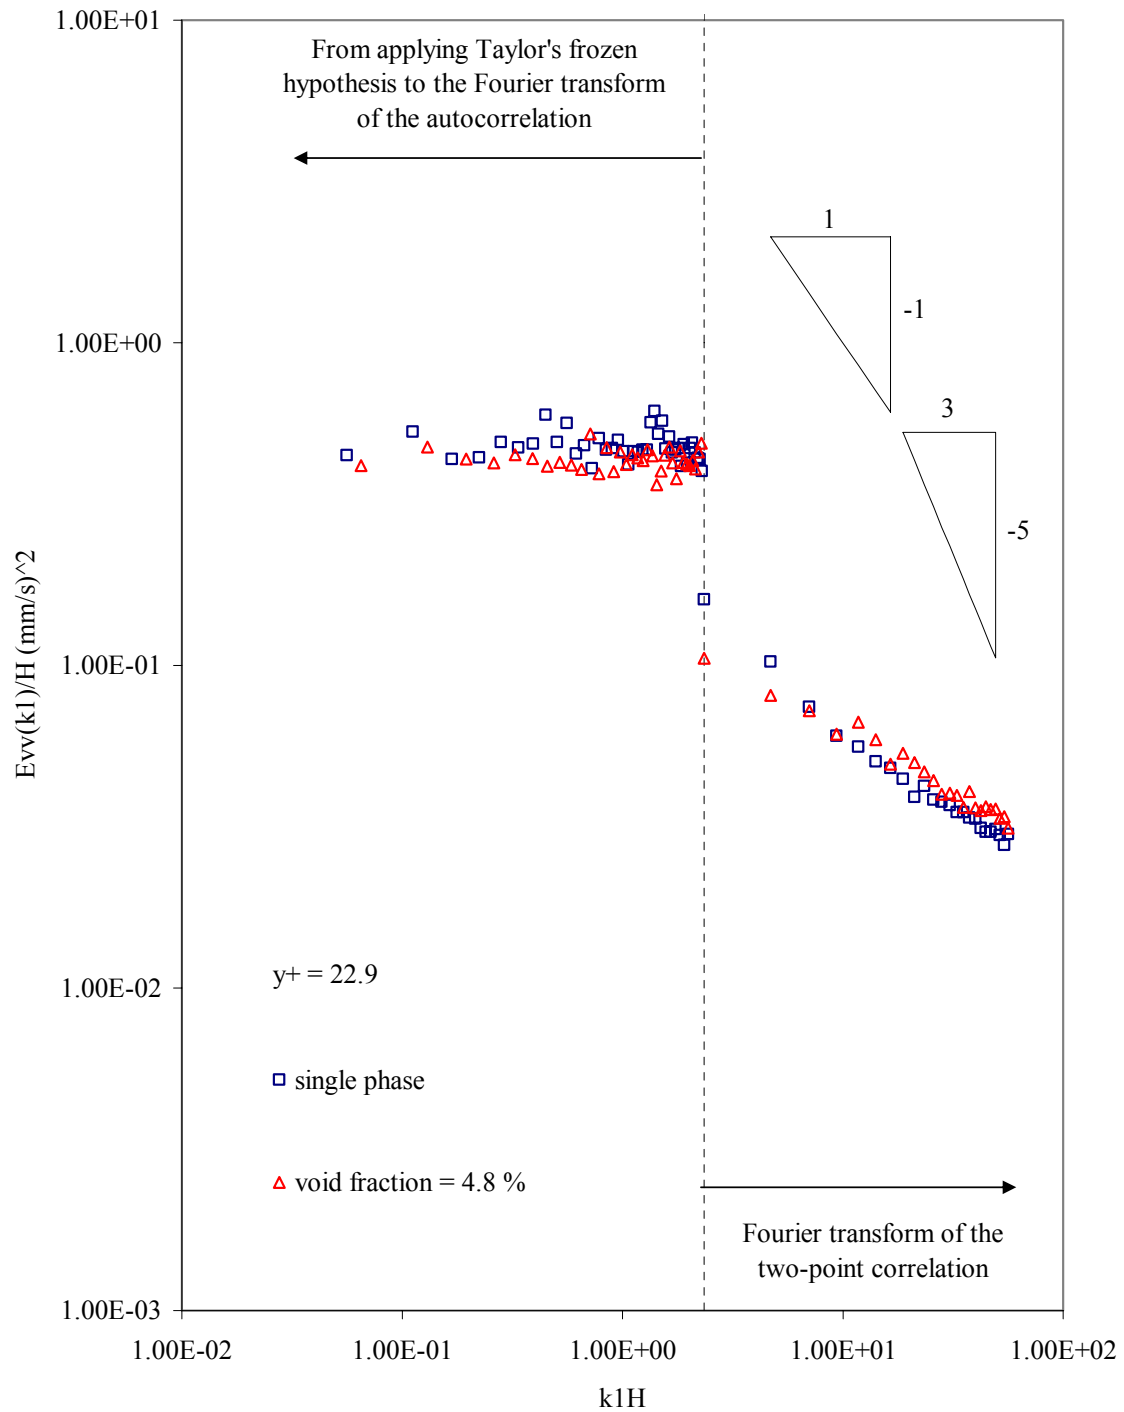 1.00E+01
From applying Taylor's frozen
hypothesis to the Fourier transform
of the autocorrelation
1
-1
1.00E+00
3
-5
Evv(k1)/H (mm/s)^2
1.00E-01
y+ = 22.9
1.00E-02
single phase
void fraction = 4.8 %
Fourier transform of the
two-point correlation
1.00E-03
1.00E-02 1.00E-01 1.00E+00 1.00E+01 1.00E+02
k1H